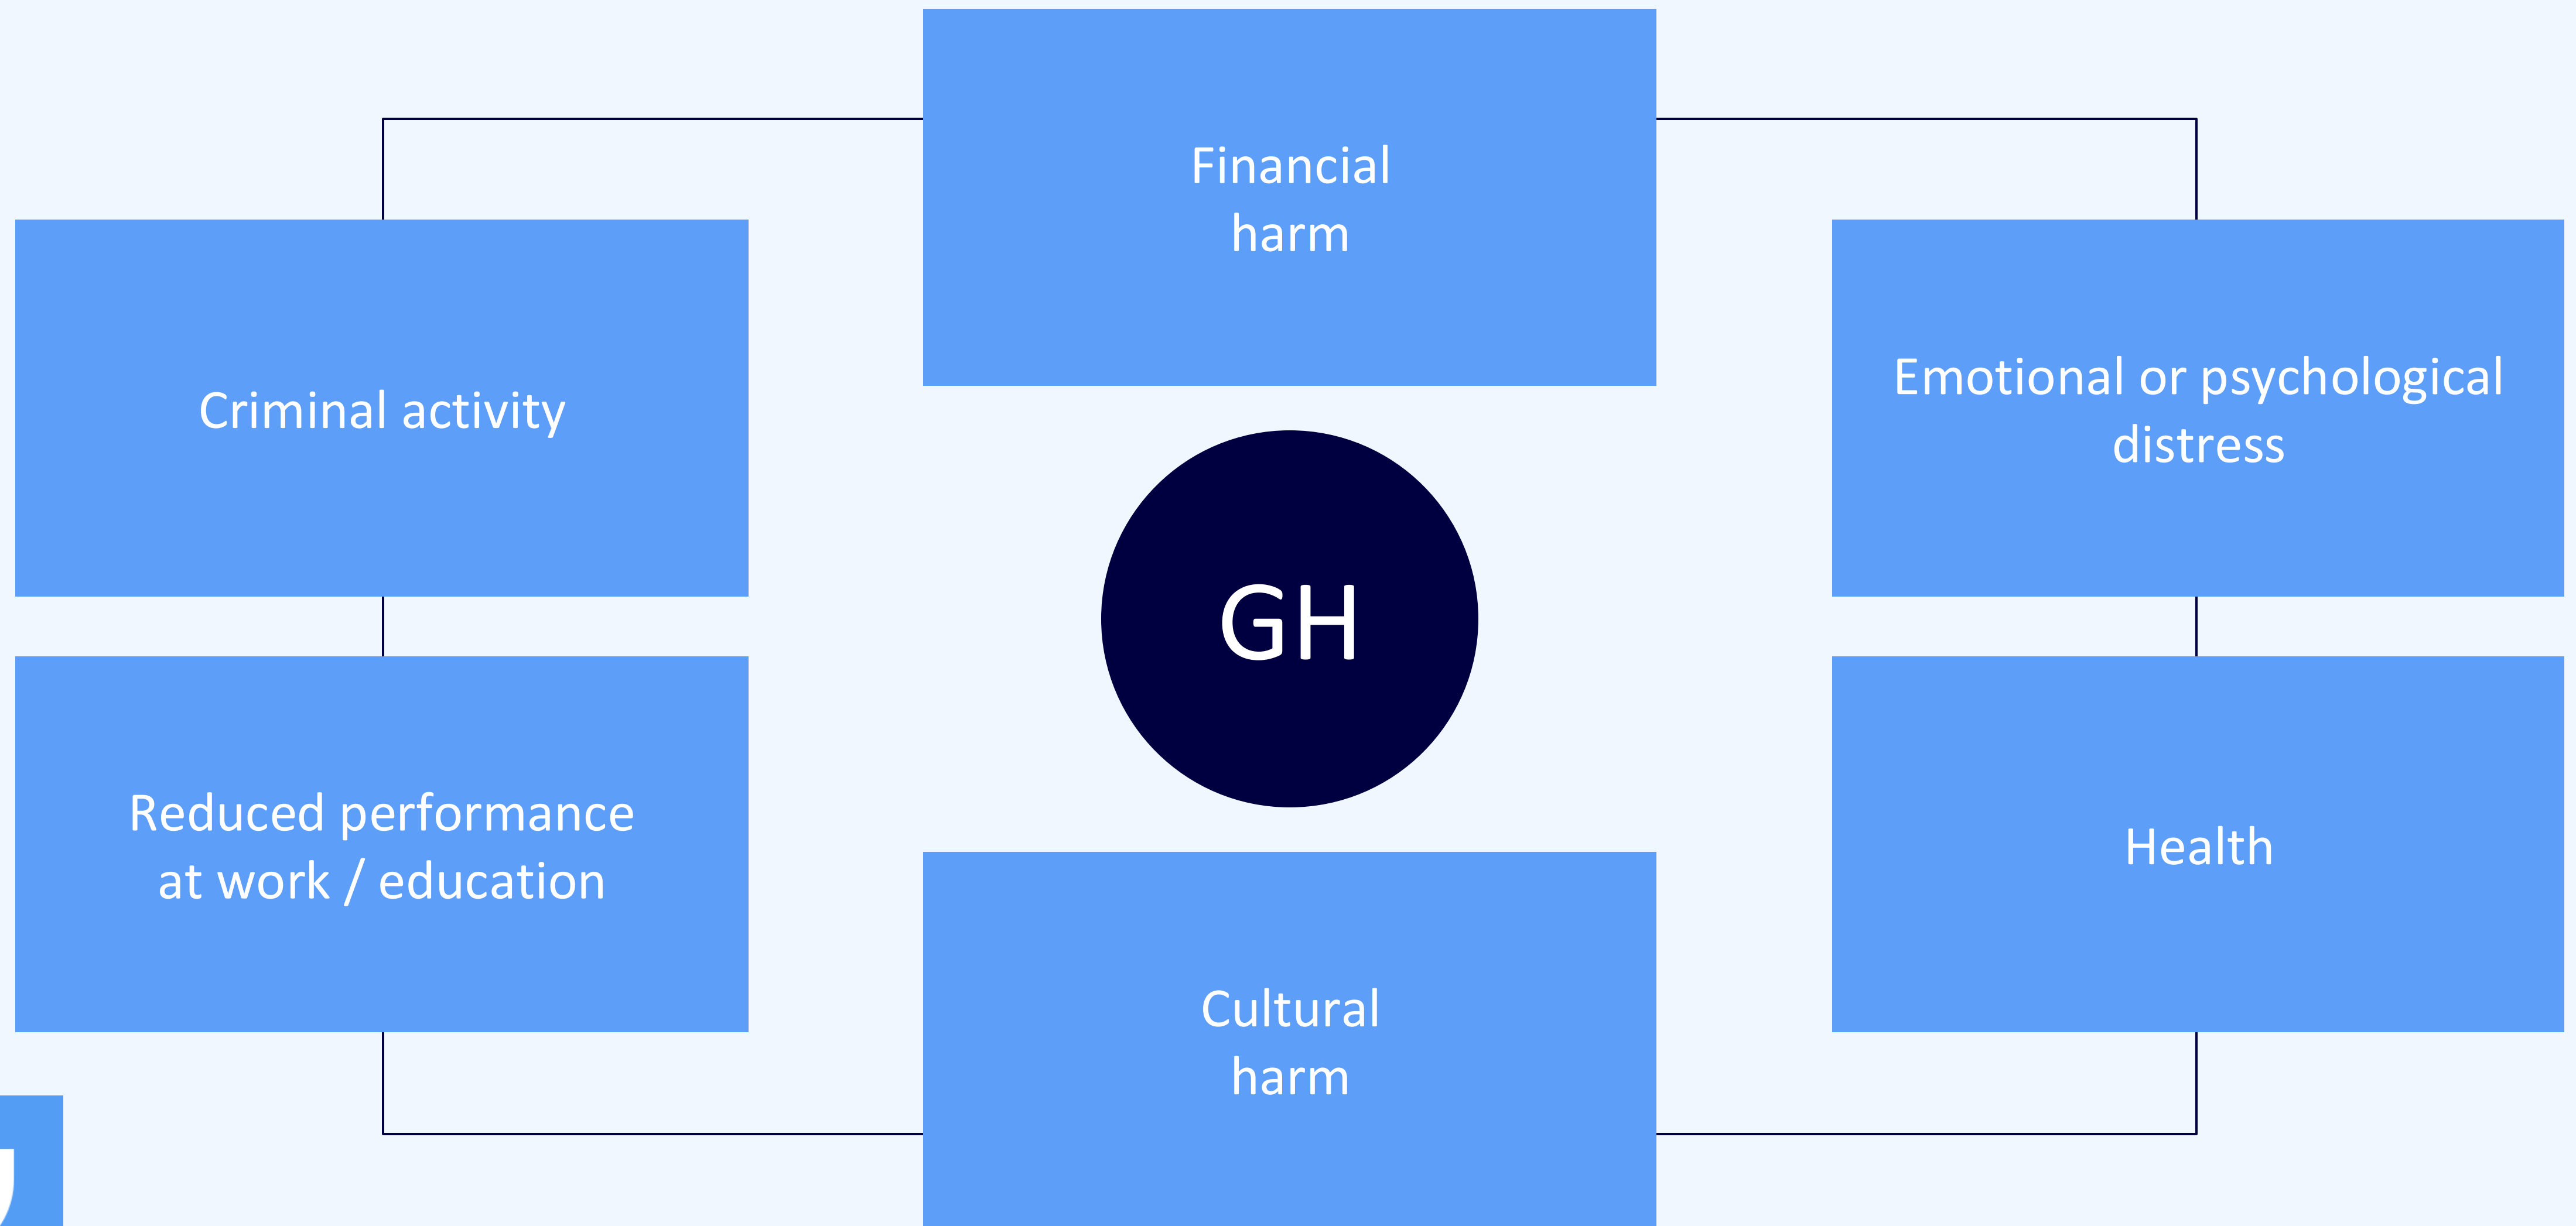 Financial
harm
Criminal activity
Emotional or psychological
distress
GH
Reduced performance
at work / education
Health
Cultural
harm